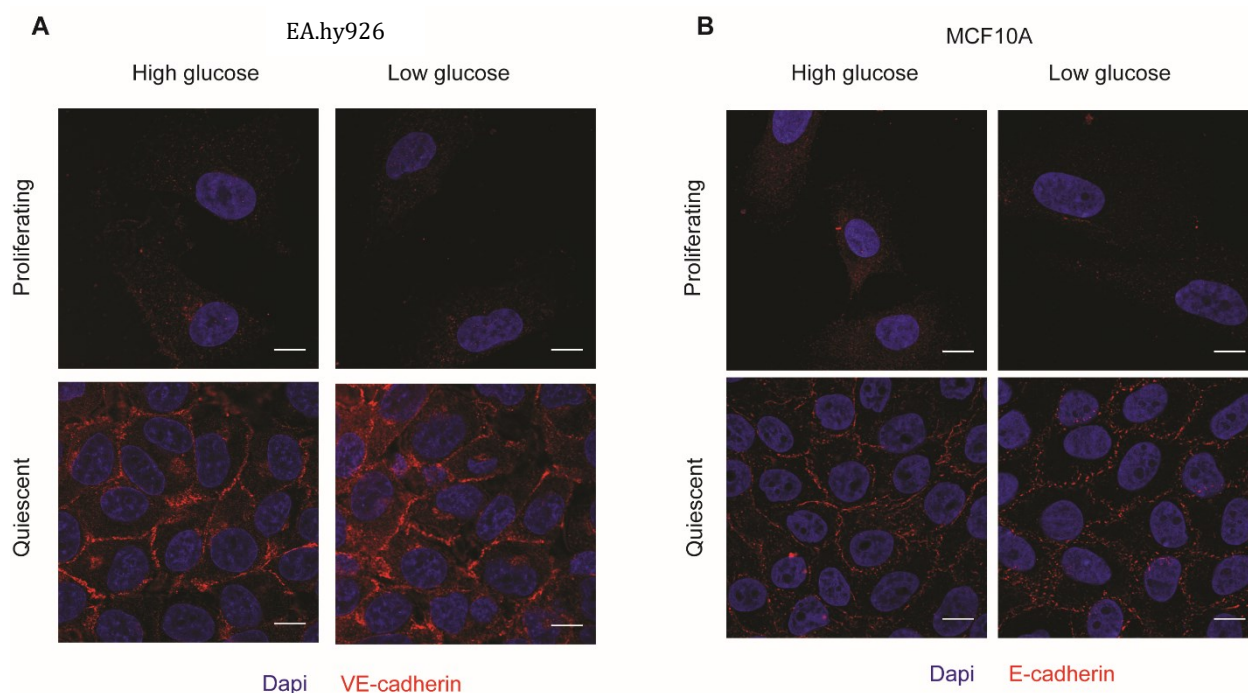 A
EA.hy926
High glucose
Low glucose
Proliferating
Quiescent
Dapi
VE-cadherin
B
MCF10A
High glucose
Low glucose
Proliferating
Quiescent
Dapi
E-cadherin